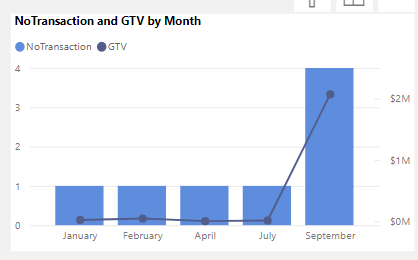 NoTransaction and GTV by Month
NoTransaction GTV
4
3
2
1
0
$2M
$1M
$0M
January February April July September